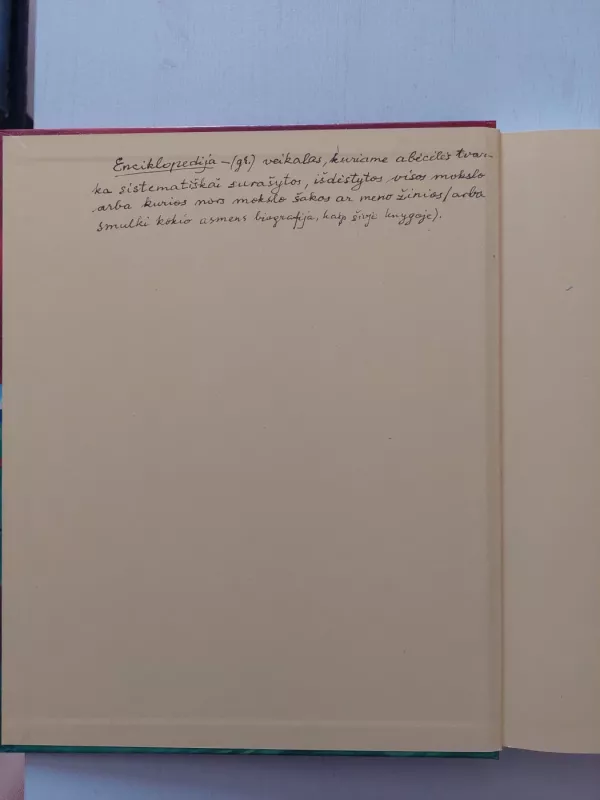 Enciklopedija – (gr.) veikalas, kuriame abėcėlės tvar-
ka sistematiškai surašytos, išdėstytos visos mokslo
arba kurios nors mokslo šakos ar meno žinios/arba
smulki kokio asmens biografija, kaip šioje knygoje).